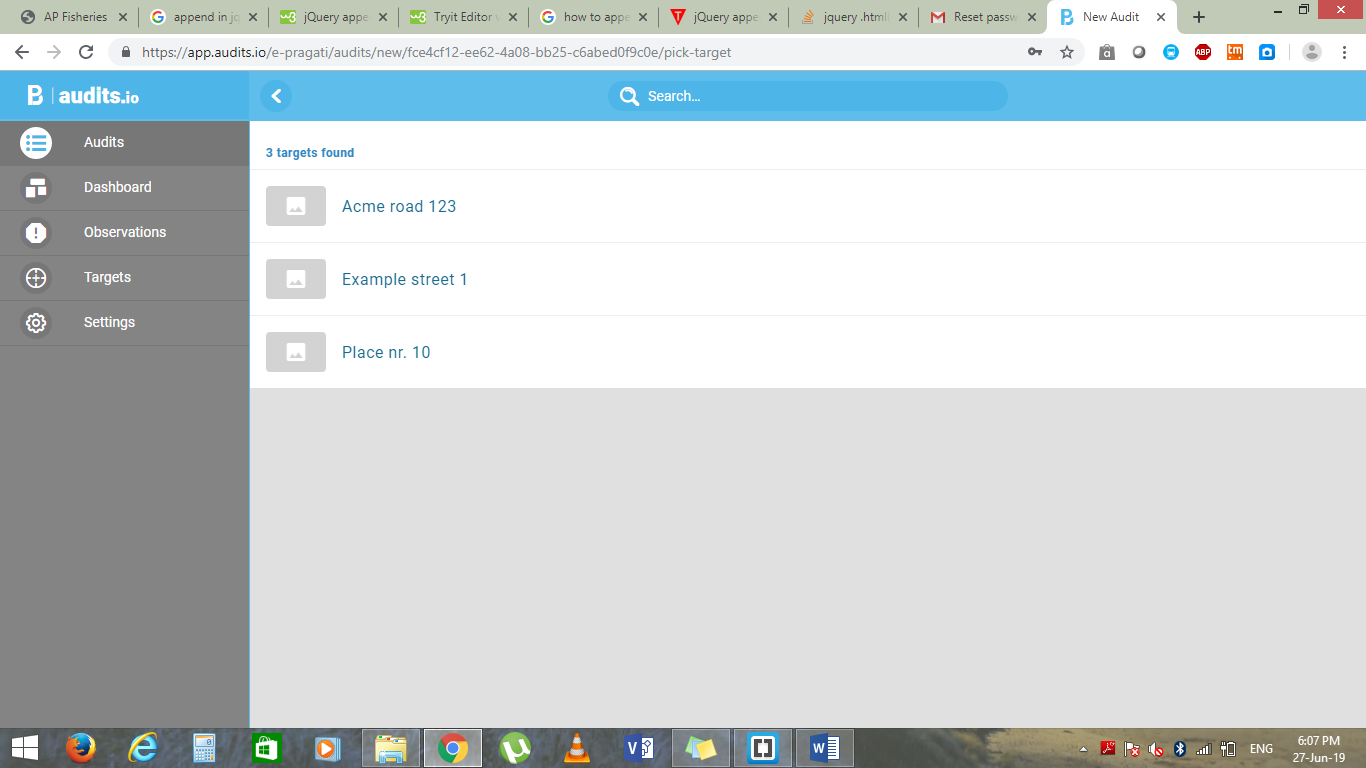 AP Fisheries
append in jq
jQuery appe
Tryit Editor v
how to appe
jQuery appe
jquery .html(
Reset passw
New Audit
https://app.audits.io/e-pragati/audits/new/fce4cf12-ee62-4a08-bb25-c6abed0f9c0e/pick-target
ABP
tm
B | audits.io
Search...
Audits
3 targets found
Dashboard
Acme road 123
Observations
Targets
Example street 1
Settings
Place nr. 10
ENG
6:07 PM
27-Jun-19